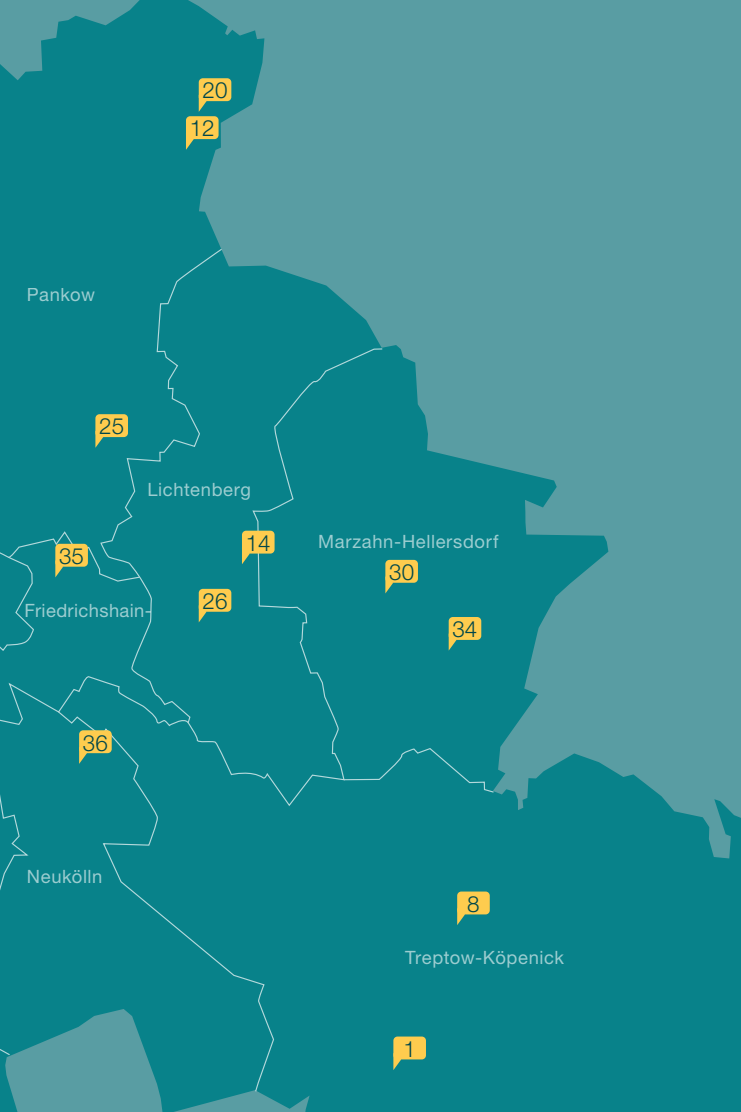 20
12
Pankow
25
Lichtenberg
14
Marzahn-Hellersdorf
35
30
26
Friedrichshain-
34
36
Neukölln
8
Treptow-Köpenick
1